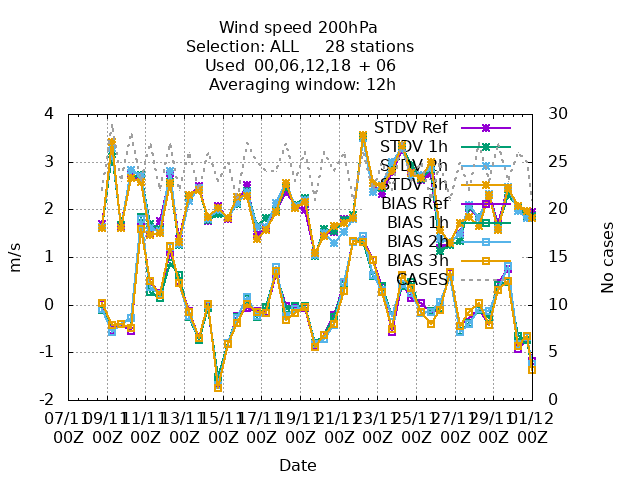 Wind speed 200hPa
Selection: ALL 28 stations
Used 00,06,12,18 + 06
Averaging window: 12h
4
3
2
1
0
-1
-2
m/s
30
25
20
15
10
5
0
No cases
STDV Ref
STDV 1h
STDV 2h
STDV 3h
BIAS Ref
BIAS 1h
BIAS 2h
BIAS 3h
CASES
07/11 09/11 11/11 13/11 15/11 17/11 19/11 21/11 23/11 25/11 27/11 29/11 01/12
00Z 00Z 00Z 00Z 00Z 00Z 00Z 00Z 00Z 00Z 00Z 00Z 00Z
Date